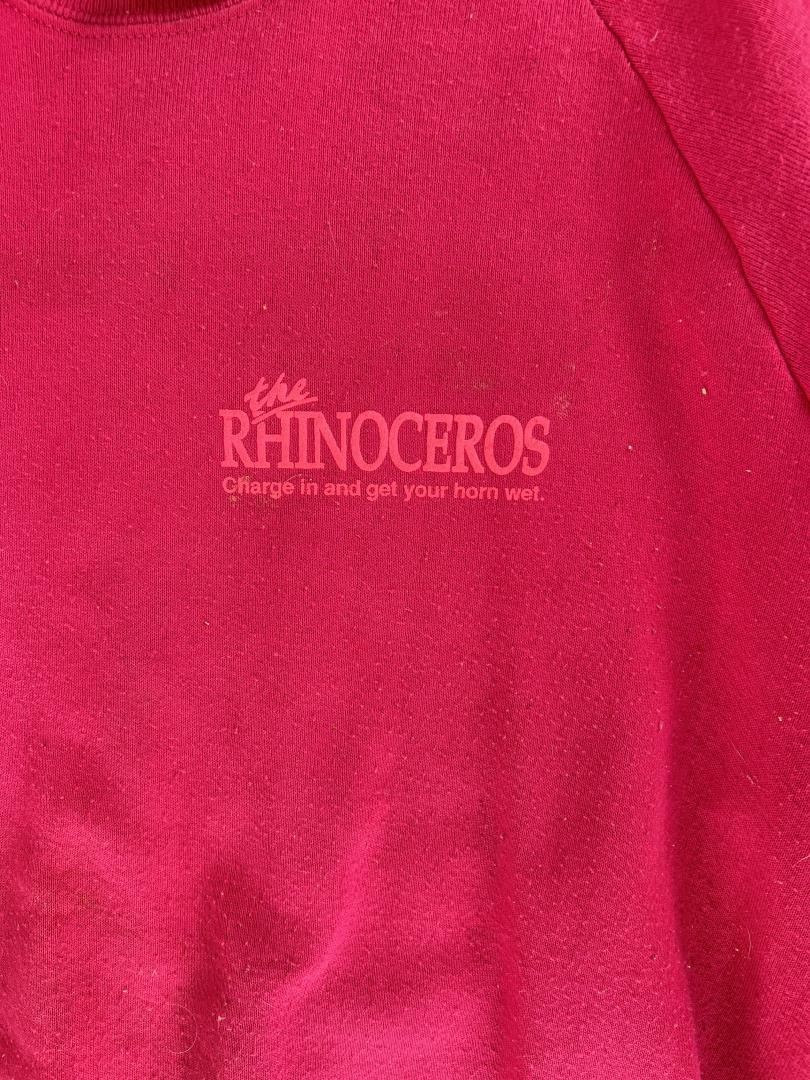 the
RHINOCEROS
Charge in and get your horn wet.